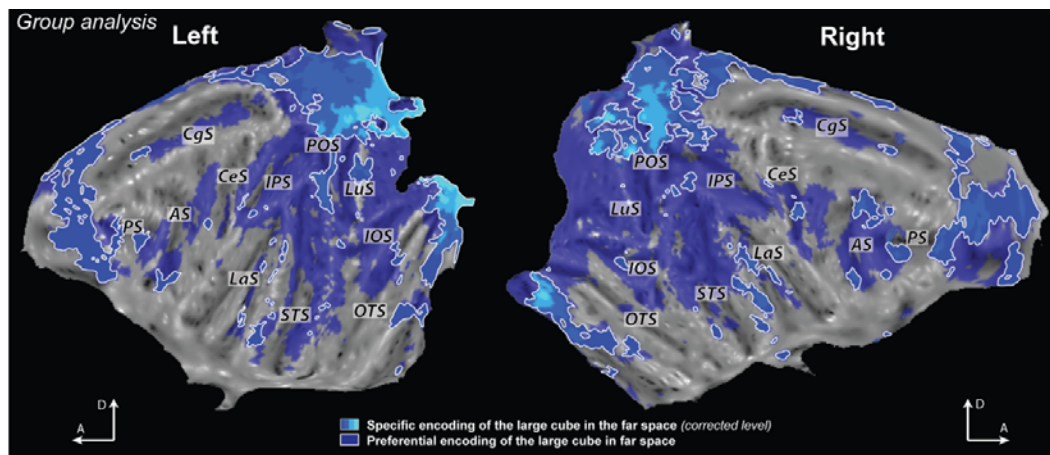 Group analysis
Left
Right
CgS
POS
CeS
IPS
LuS
PS
AS
IOS
LaS
STS
OTS
CgS
POS
CeS
IPS
LuS
AS
PS
IOS
LaS
STS
OTS
D
A
Specific encoding of the large cube in the far space (corrected level)
Preferential encoding of the large cube in far space
D
A